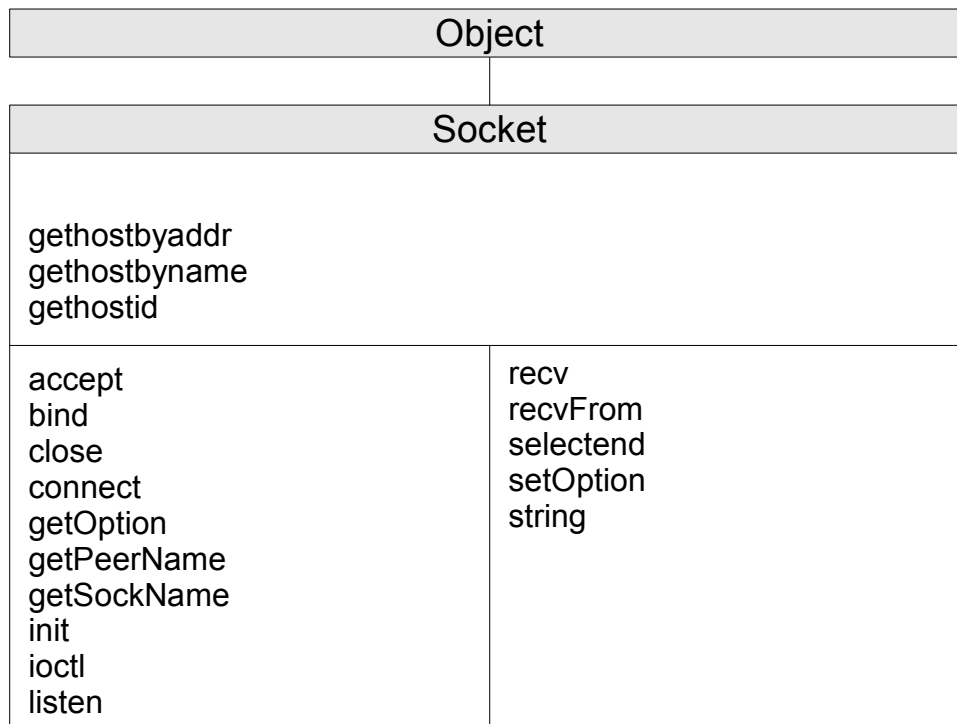 Object
Socket
gethostbyaddr
gethostbyname
gethostid
accept
bind
close
connect
getOption
getPeerName
getSockName
init
ioctl
listen
recv
recvFrom
selectend
setOption
string